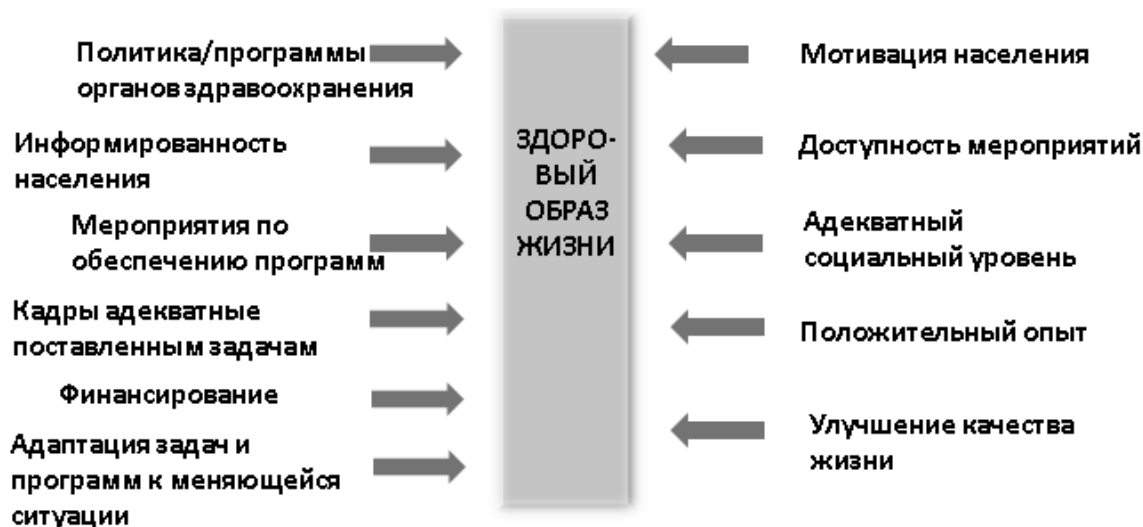 Политика/программы
органов здравоохранения
Информированность
населения
Мероприятия по
обеспечению программ
Кадры адекватные
поставленным задачам
Финансирование
Адаптация задач и
программ к меняющейся
ситуации
ЗДОРО-
ВЫЙ
ОБРАЗ
ЖИЗНИ
Мотивация населения
Доступность мероприятий
Адекватный
социальный уровень
Положительный опыт
Улучшение качества
жизни